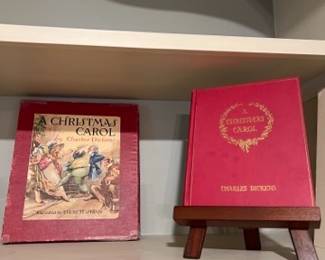 A CHRISTMAS
CAROL
by
Charles Dickens
A
CHRISTMAS
CAROL
CHARLES DICKENS